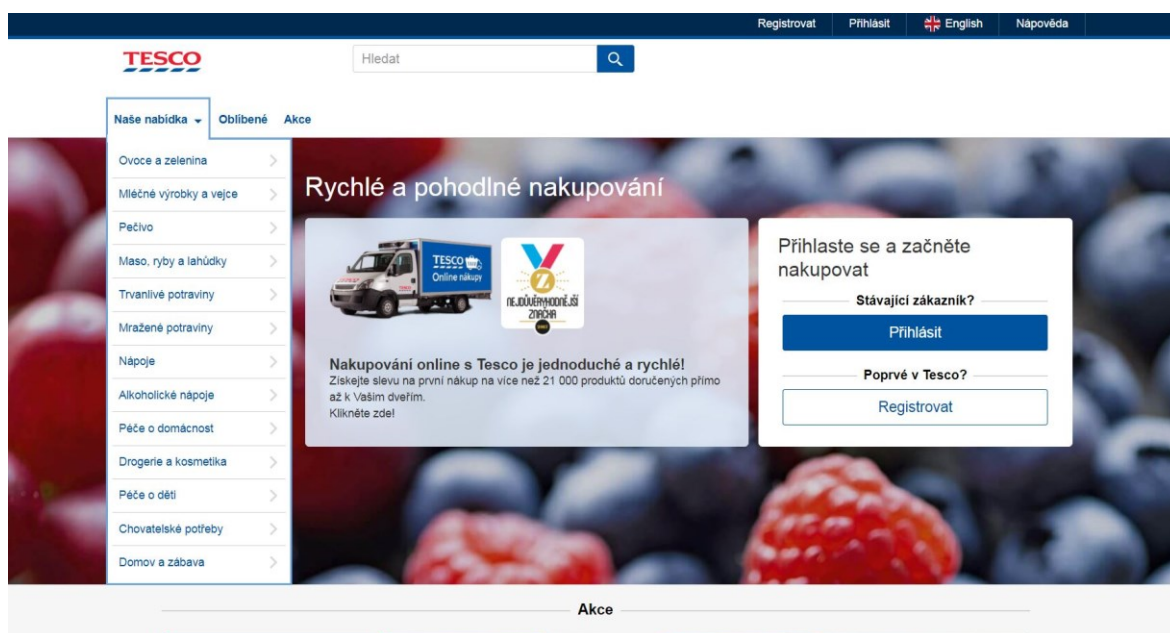 Registrovat Přihlásit English Nápověda
TESCO
Hledat
Naše nabídka Oblíbené Akce
Ovoce a zelenina
Mléčné výrobky a vejce
Pečivo
Maso, ryby a lahůdky
Trvanlivé potraviny
Mražené potraviny
Nápoje
Alkoholické nápoje
Péče o domácnost
Drogerie a kosmetika
Péče o děti
Chovatelské potřeby
Domov a zábava
Rychlé a pohodlné nakupování
TESCO
Online nákupy
NEJDŮVĚRYHODNĚJŠÍ
ZNAČKA
Nakupování online s Tesco je jednoduché a rychlé!
Získejte slevu na první nákup na více než 21 000 produktů doručených přímo
až k Vašim dveřím.
Klikněte zde!
Přihlaste se a začněte
nakupovat
Stávající zákazník?
Přihlásit
Poprvé v Tesco?
Registrovat
Akce